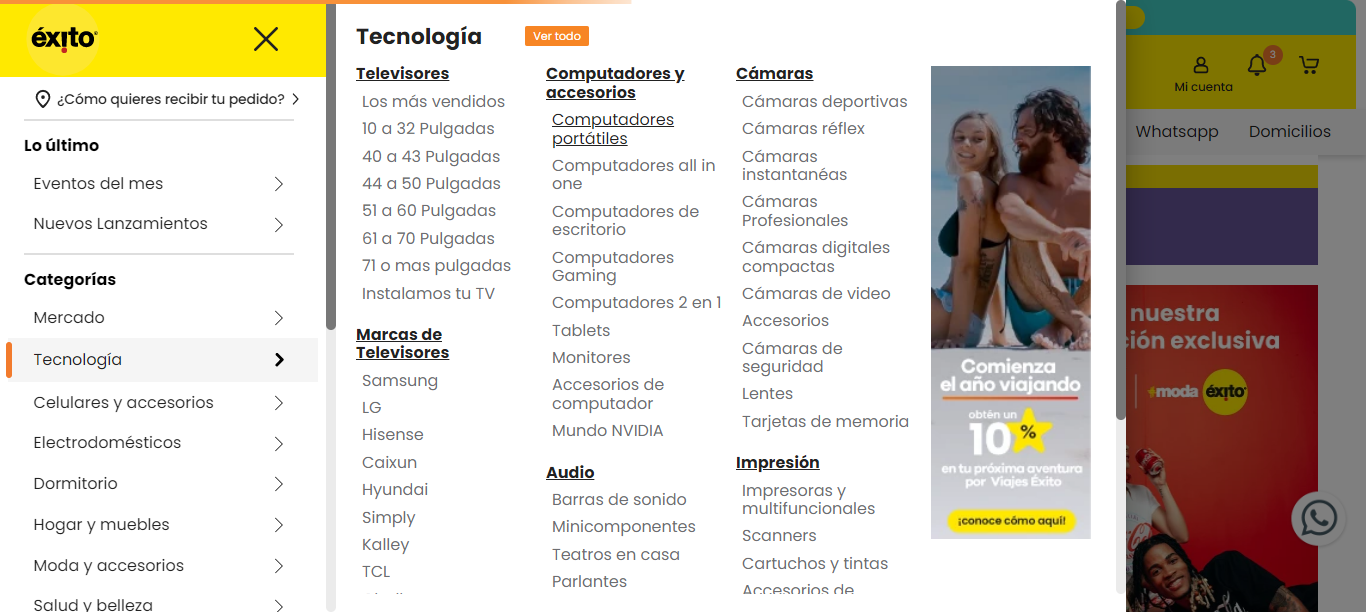 éxito
¿Cómo quieres recibir tu pedido?
Lo último
Eventos del mes
Nuevos Lanzamientos
Categorías
Mercado
Tecnología
Celulares y accesorios
Electrodomésticos
Dormitorio
Hogar y muebles
Moda y accesorios
Salud y belleza
Tecnología
Ver todo
Televisores
Los más vendidos
10 a 32 Pulgadas
40 a 43 Pulgadas
44 a 50 Pulgadas
51 a 60 Pulgadas
61 a 70 Pulgadas
71 o mas pulgadas
Instalamos tu TV
Marcas de
Televisores
Samsung
LG
Hisense
Caixun
Hyundai
Simply
Kalley
TCL
Computadores y
accesorios
Computadores
portátiles
Computadores all in
one
Computadores de
escritorio
Computadores
Gaming
Computadores 2 en 1
Tablets
Monitores
Accesorios de
computador
Mundo NVIDIA
Audio
Barras de sonido
Minicomponentes
Teatros en casa
Parlantes
Cámaras
Cámaras deportivas
Cámaras réflex
Cámaras
instantanéas
Cámaras
Profesionales
Cámaras digitales
compactas
Cámaras de video
Accesorios
Cámaras de
seguridad
Lentes
Tarjetas de memoria
Impresión
Impresoras y
multifuncionales
Scanners
Cartuchos y tintas
Accesorios de
Comienza
el año viajando
obtén un
10%
en tu próxima aventura
por Viajes Éxito
¡conoce cómo aquí!
3
Mi cuenta
Whatsapp
Domicilios
nuestra
ión exclusiva
moda éxito